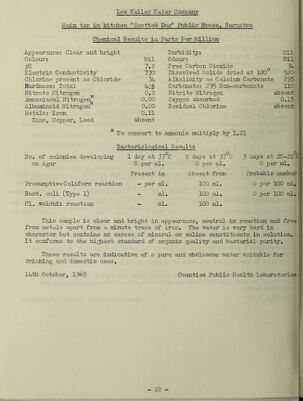 Lee Valley Water Company
Main tap in kitchen "Spotted Dog" Public House, Barnston
Chemical Results in Parts Per Million
Appearance: Clear and bright Turbidity: Nil
Colour: Nil Odour: Nil
pH 7.2 Free Carbon Dioxide 34
Electric Conductivity 730 Dissolved Solids dried at 180° 520
Chlorine present as Chloride 34 Alkalinity as Calcium Carbonate 295
Hardness: Total 405 Carbonate: 295 Non-carbonate 110
Nitrate Nitrogen 0.2 Nitrite Nitrogen absent
Ammoniacal Nitrogen* 0.00 Oxygen absorbed 0.15
Albuminoid Nitrogen* 0.00 Residual Chlorine absent
Metals: Iron 0.11
Zinc, Copper, Lead absent
* To convert to Ammonia multiply by 1.21
Bacteriological Results
No. of colonies developing on Agar 1 day at 37°C 2 days at 37°C 3 days at 20-22°C
0 per ml. 0 per ml. 0 per ml.
Present in Absent from Probable number
Presumptive Coliform reaction - per ml. 100 ml. 0 per 100 ml.
Bact. coli (Type 1) - ml. 100 ml. 0 per 100 ml.
Cl. welchii reaction - ml. 100 ml.
This sample is clear and bright in appearance, neutral in reaction and free
from metals apart from a minute trace of iron. The water is very hard in
character but contains no excess of mineral or saline constituents in solution.
It conforms to the highest standard of organic quality and bacterial purity.
These results are indicative of a pure and wholesome water suitable for
drinking and domestic uses.
14th October, 1965 Counties Public Health Laboratories
- 22 -